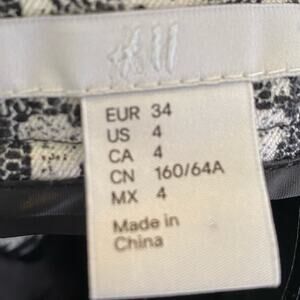 H&M
EUR 34
US 4
CA 4
CN 160/64A
MX 4
Made in
China